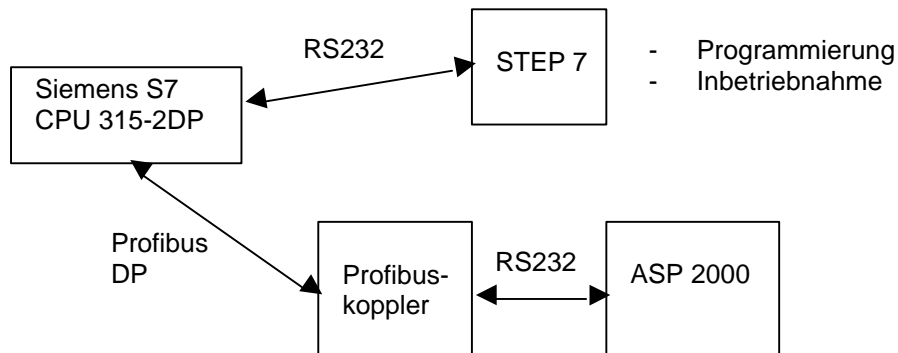 RS232
STEP 7
- Programmierung
- Inbetriebnahme
Siemens S7
CPU 315-2DP
Profibus
DP
Profibus-
koppler
RS232
ASP 2000